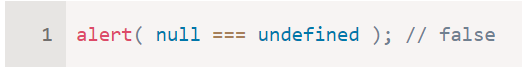 1 alert( null === undefined ); // false